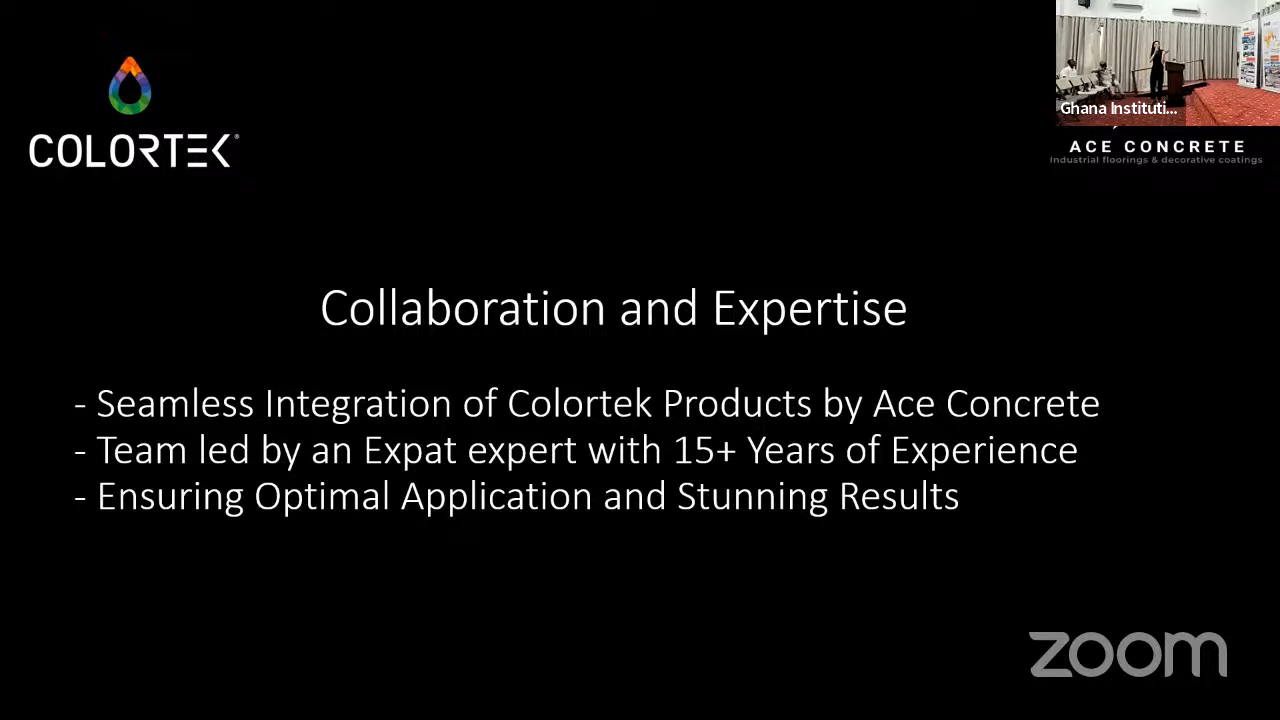 COLORTEK®
Ghana Instituti...
ACE CONCRETE
Industrial floorings & decorative coatings
Collaboration and Expertise
- Seamless Integration of Colortek Products by Ace Concrete
- Team led by an Expat expert with 15+ Years of Experience
- Ensuring Optimal Application and Stunning Results
zoom